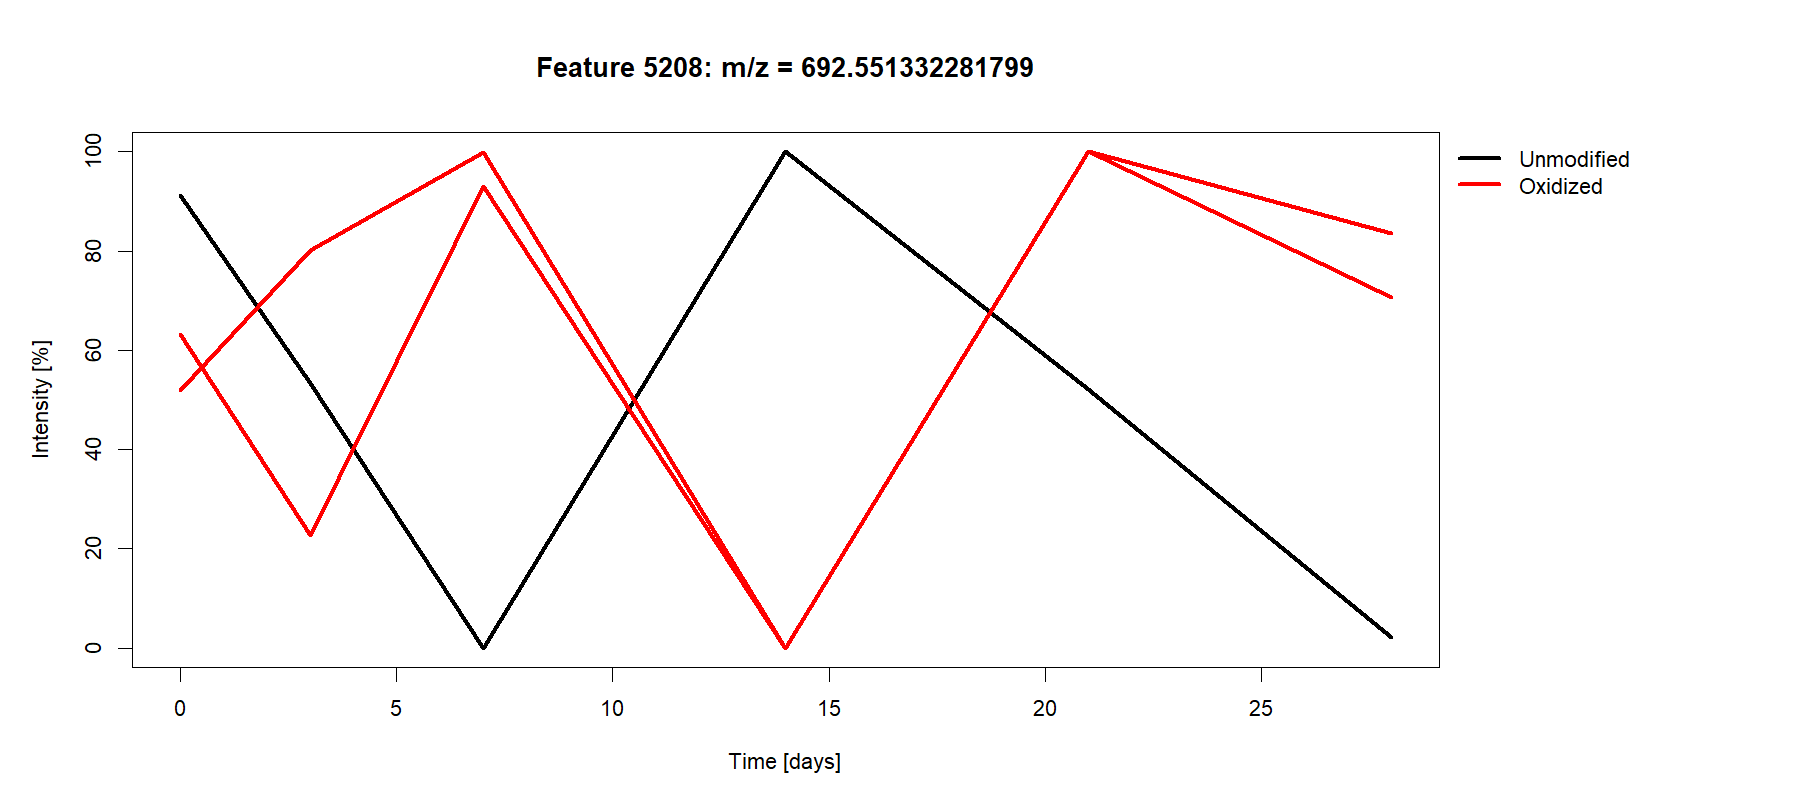 Feature 5208: m/z = 692.551332281799
Unmodified
Oxidized
Intensity [%]
100
80
60
40
20
0
0 5 10 15 20 25
Time [days]